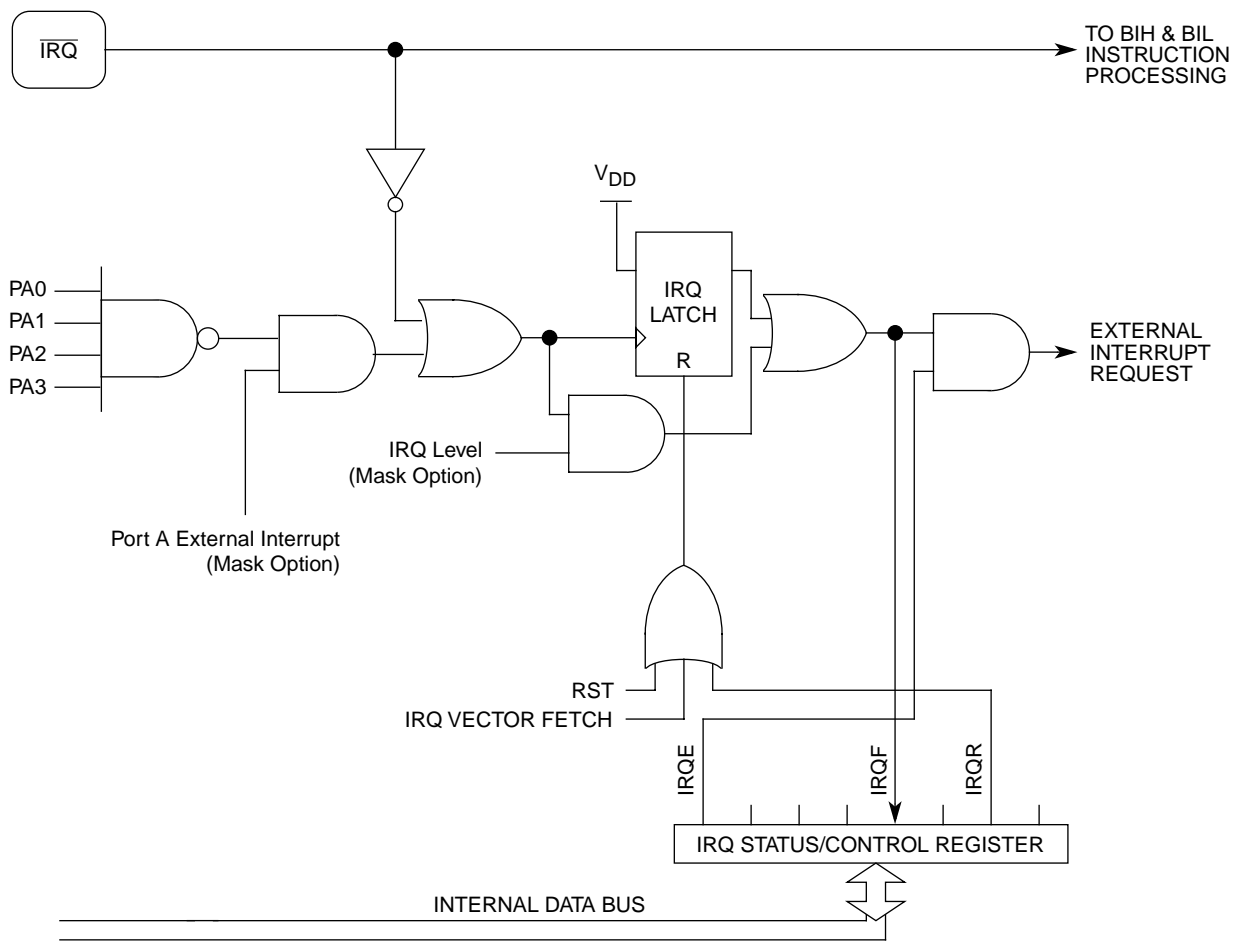 IRQ
TO BIH & BIL
INSTRUCTION
PROCESSING
VDD
PA0
PA1
PA2
PA3
IRQ
LATCH
R
EXTERNAL
INTERRUPT
REQUEST
IRQ Level
(Mask Option)
Port A External Interrupt
(Mask Option)
RST
IRQ VECTOR FETCH
IRQE
IRQF
IRQR
IRQ STATUS/CONTROL REGISTER
INTERNAL DATA BUS